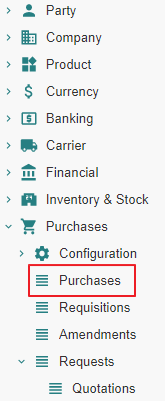 Party
Company
Product
Currency
Banking
Carrier
Financial
Inventory & Stock
Purchases
Configuration
Purchases
Requisitions
Amendments
Requests
Quotations